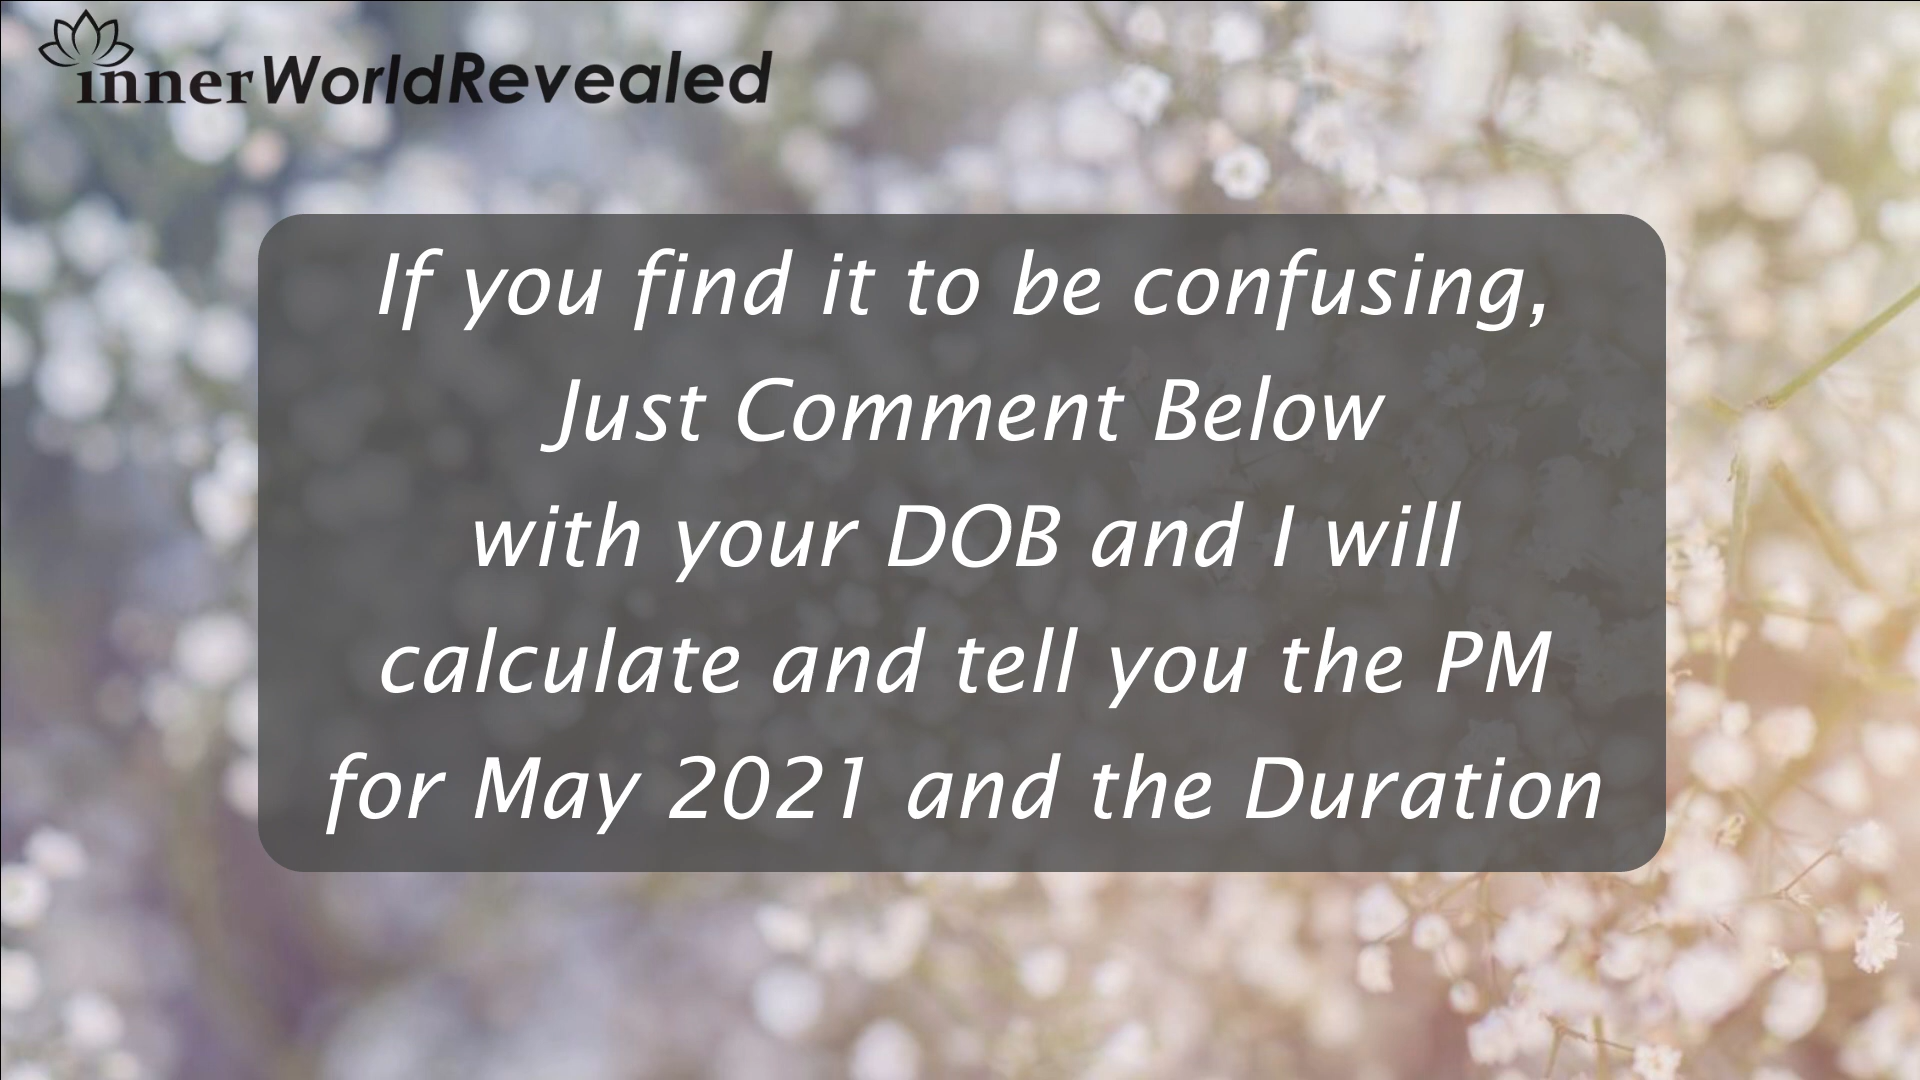 innerWorldRevealed
If you find it to be confusing,
Just Comment Below
with your DOB and I will
calculate and tell you the PM
for May 2021 and the Duration